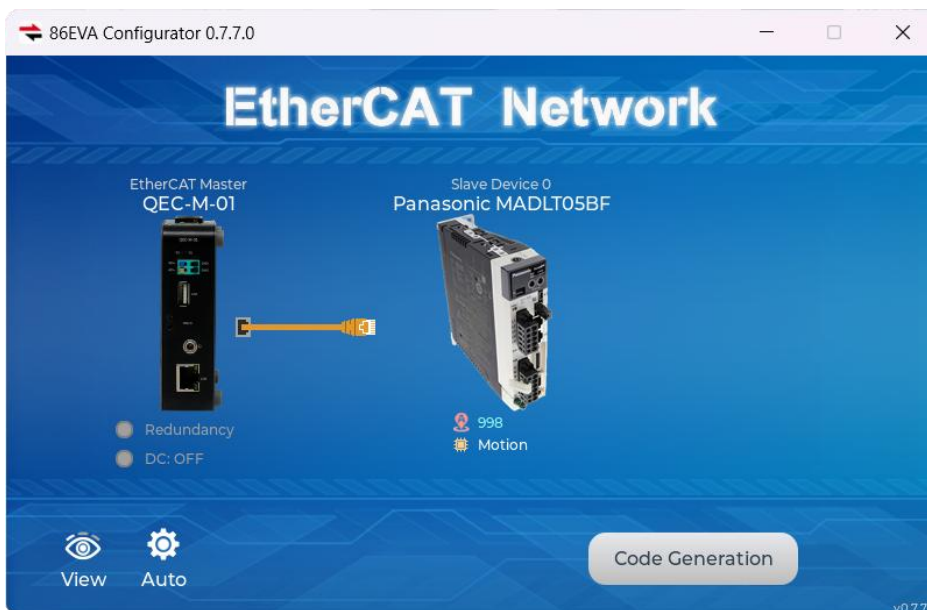 86EVA Configurator 0.7.7.0
EtherCAT Network
EtherCAT Master
QEC-M-01
Slave Device 0
Panasonic MADLT05BF
Redundancy
DC: OFF
998
Motion
View
Auto
Code Generation